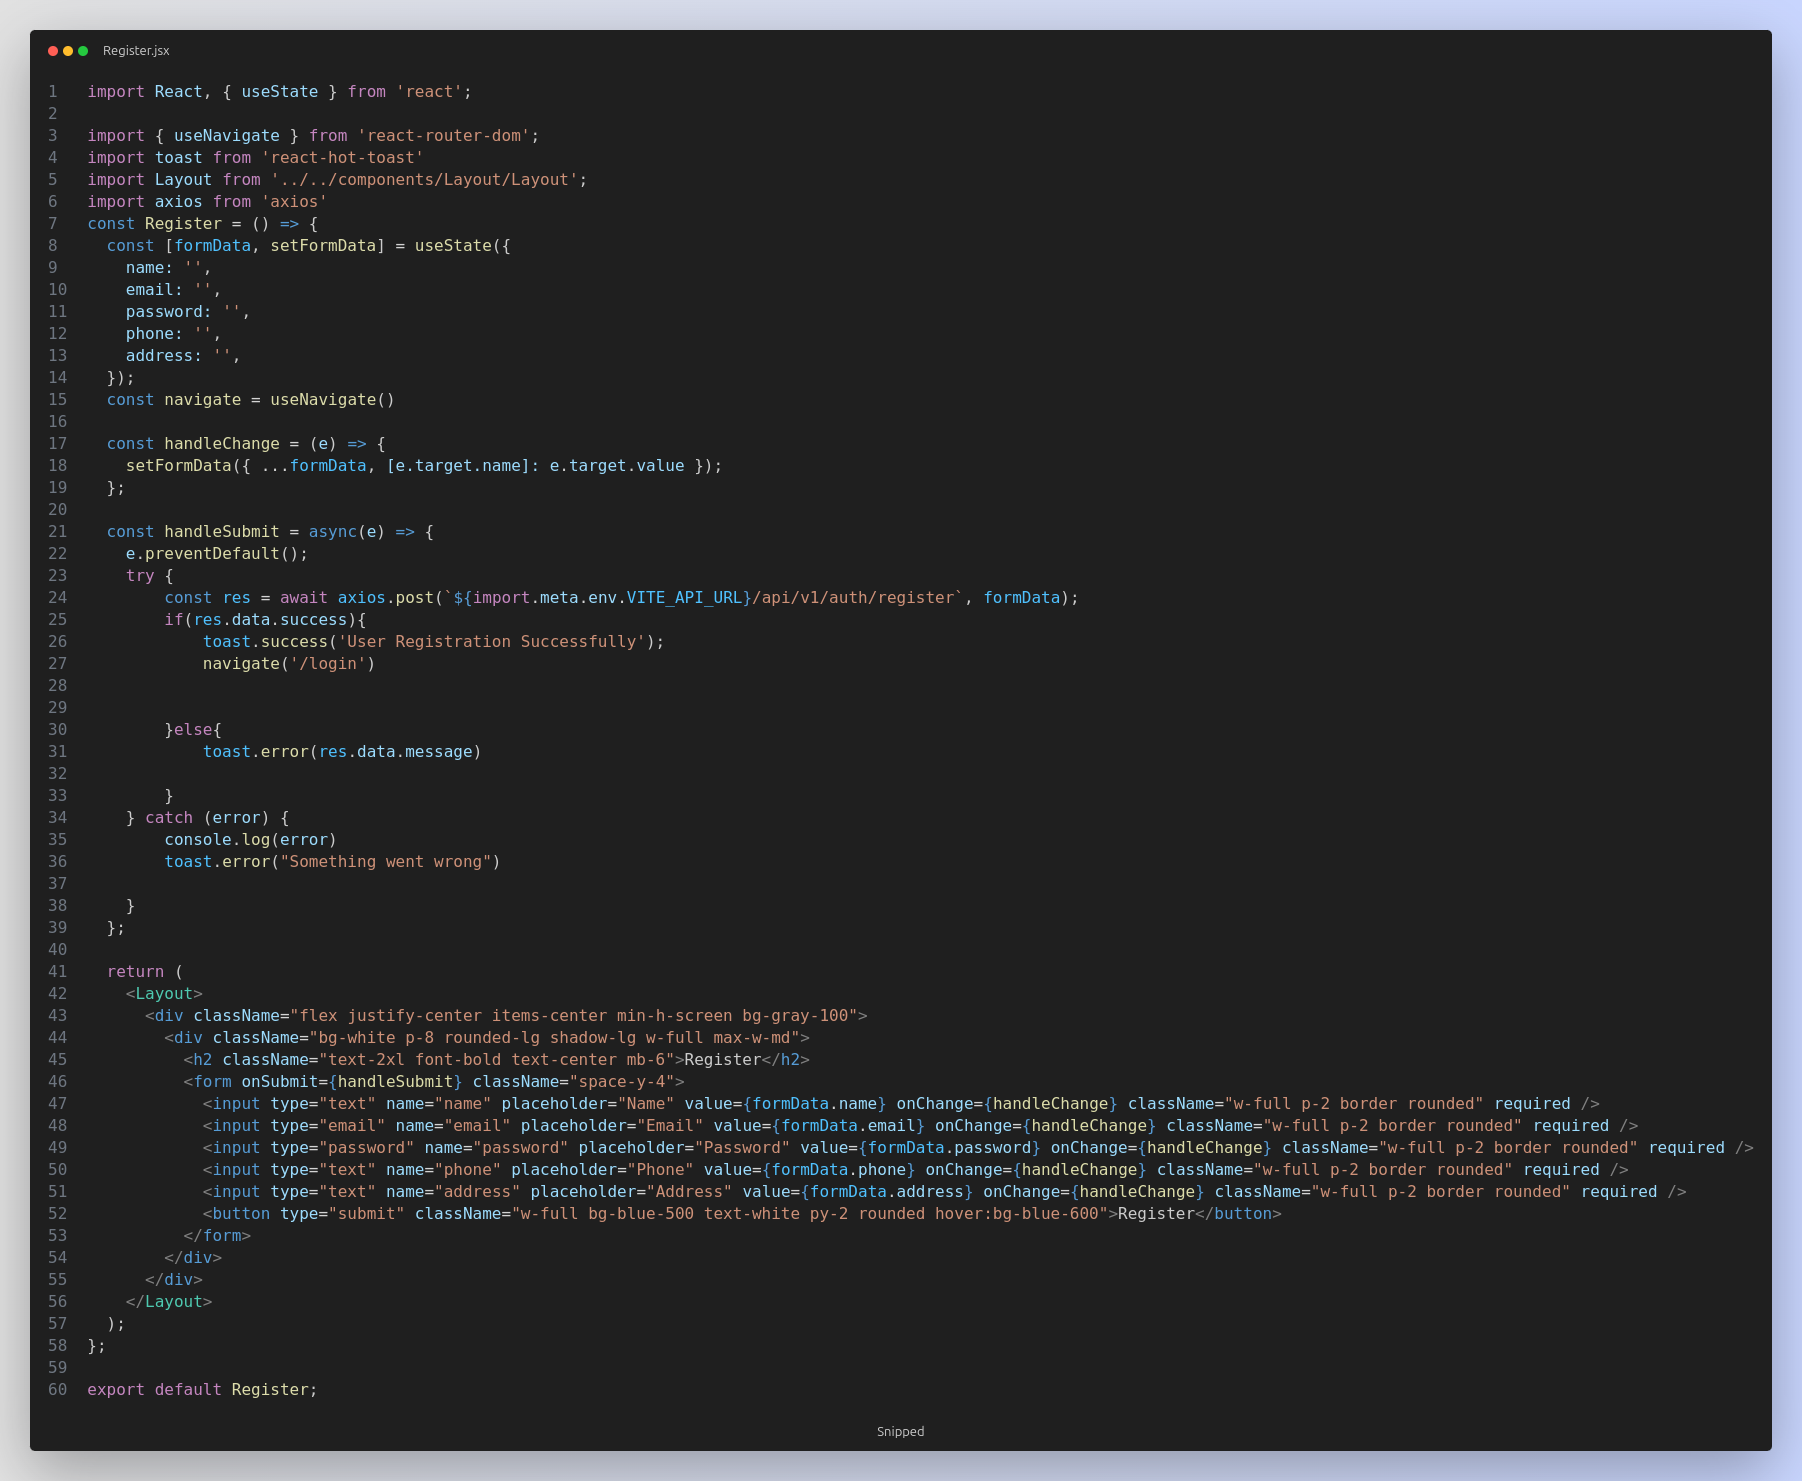 Register.jsx
1 import React, { useState } from 'react';
2
3 import { useNavigate } from 'react-router-dom';
4 import toast from 'react-hot-toast'
5 import Layout from '../../components/Layout/Layout';
6 import axios from 'axios'
7 const Register = () => {
8   const [formData, setFormData] = useState({
9     name: '',
10     email: '',
11     password: '',
12     phone: '',
13     address: '',
14   });
15   const navigate = useNavigate()
16
17   const handleChange = (e) => {
18     setFormData({ ...formData, [e.target.name]: e.target.value });
19   };
20
21   const handleSubmit = async(e) => {
22     e.preventDefault();
23     try {
24         const res = await axios.post(`${import.meta.env.VITE_API_URL}/api/v1/auth/register`, formData);
25         if(res.data.success){
26             toast.success('User Registration Successfully');
27             navigate('/login')
28
29
30         }else{
31             toast.error(res.data.message)
32
33         }
34     } catch (error) {
35         console.log(error)
36         toast.error("Something went wrong")
37
38     }
39   };
40
41   return (
42     <Layout>
43       <div className="flex justify-center items-center min-h-screen bg-gray-100">
44         <div className="bg-white p-8 rounded-lg shadow-lg w-full max-w-md">
45           <h2 className="text-2xl font-bold text-center mb-6">Register</h2>
46           <form onSubmit={handleSubmit} className="space-y-4">
47             <input type="text" name="name" placeholder="Name" value={formData.name} onChange={handleChange} className="w-full p-2 border rounded" required />
48             <input type="email" name="email" placeholder="Email" value={formData.email} onChange={handleChange} className="w-full p-2 border rounded" required />
49             <input type="password" name="password" placeholder="Password" value={formData.password} onChange={handleChange} className="w-full p-2 border rounded" required />
50             <input type="text" name="phone" placeholder="Phone" value={formData.phone} onChange={handleChange} className="w-full p-2 border rounded" required />
51             <input type="text" name="address" placeholder="Address" value={formData.address} onChange={handleChange} className="w-full p-2 border rounded" required />
52             <button type="submit" className="w-full bg-blue-500 text-white py-2 rounded hover:bg-blue-600">Register</button>
53           </form>
54         </div>
55       </div>
56     </Layout>
57   );
58 };
59
60 export default Register;
Snipped